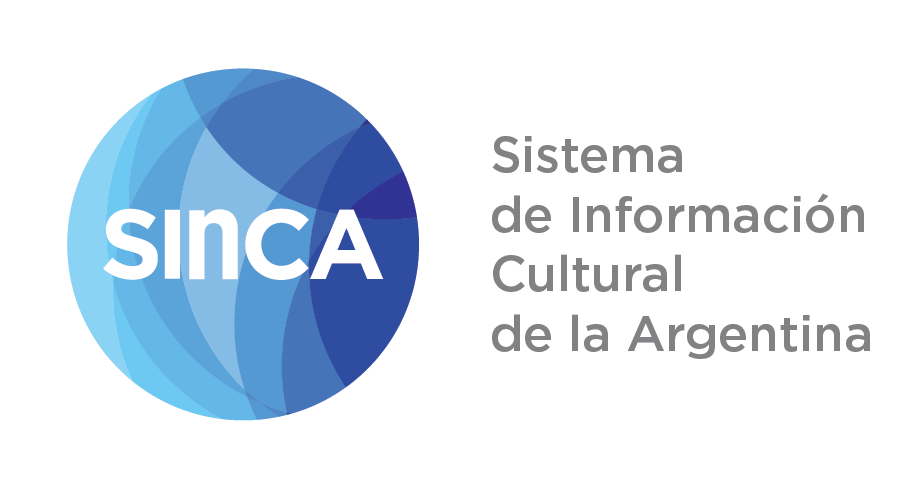 SINCA
Sistema
de Información
Cultural
de la Argentina